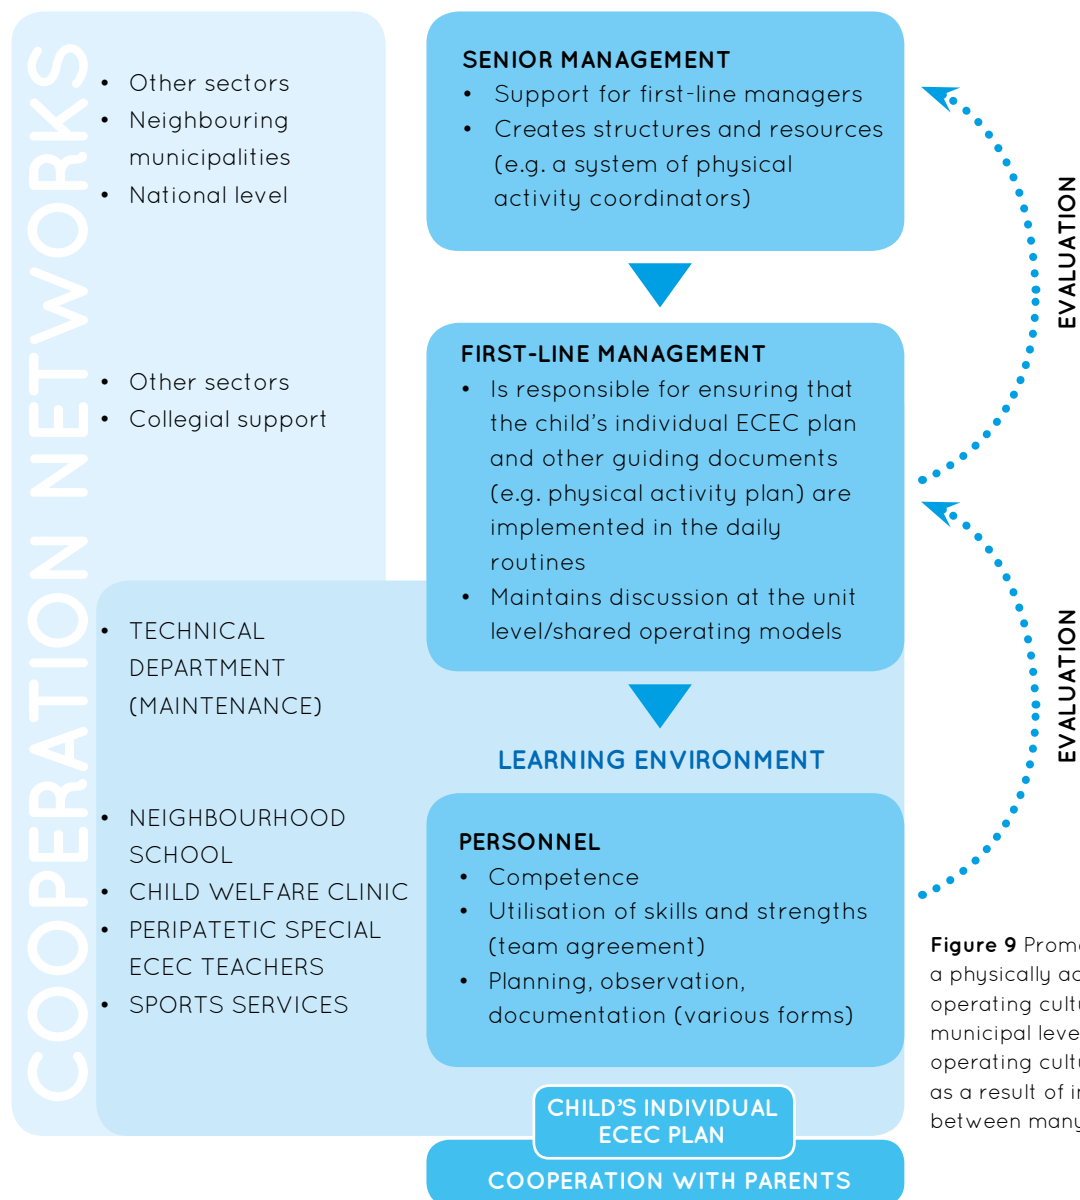 COOPERATION NETWORKS
• Other sectors
• Neighbouring
municipalities
• National level
• Other sectors
• Collegial support
• TECHNICAL
DEPARTMENT
(MAINTENANCE)
• NEIGHBOURHOOD
SCHOOL
• CHILD WELFARE CLINIC
• PERIPATETIC SPECIAL
ECEC TEACHERS
• SPORTS SERVICES
SENIOR MANAGEMENT
• Support for first-line managers
• Creates structures and resources
(e.g. a system of physical
activity coordinators)
FIRST-LINE MANAGEMENT
• Is responsible for ensuring that
the child's individual ECEC plan
and other guiding documents
(e.g. physical activity plan) are
implemented in the daily
routines
• Maintains discussion at the unit
level/shared operating models
LEARNING ENVIRONMENT
PERSONNEL
• Competence
• Utilisation of skills and strengths
(team agreement)
• Planning, observation,
documentation (various forms)
CHILD'S INDIVIDUAL
ECEC PLAN
COOPERATION WITH PARENTS
EVALUATION
EVALUATION
Figure 9
a physically
operating
municipal
operating
as a result of
between many